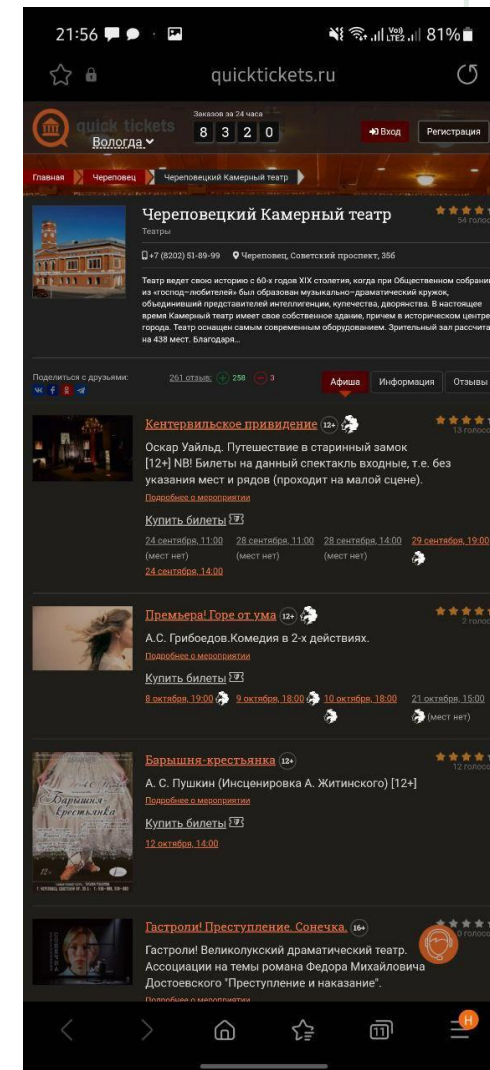 21:56
Vo)) LTE2 81%
quicktickets.ru
quick tickets
Вологда
Заказов за 24 часа
8 3 2 0
Вход
Регистрация
Главная
Череповец
Череповецкий Камерный театр
Череповецкий Камерный театр
54 голос
Театры
+7 (8202) 51-89-99 Череповец, Советский проспект, 35б
Театр ведет свою историю с 60-х годов XIX столетия, когда при Общественном собрании
из «господ-любителей» был образован музыкально-драматический кружок,
объединивший представителей интеллигенции, купечества, дворянства. В настоящее
время Камерный театр имеет свое собственное здание, причем в историческом центре
города. Театр оснащен самым современным оборудованием. Зрительный зал рассчита
на 438 мест. Благодаря…
Поделиться с друзьями:
261 отзыв: 258 3
Афиша
Информация
Отзывы
Кентервильское привидение 12+
13 голос
Оскар Уайльд. Путешествие в старинный замок
[12+] NB! Билеты на данный спектакль входные, т.е. без
указания мест и рядов (проходит на малой сцене).
Подробнее о мероприятии
Купить билеты
24 сентября, 11:00 28 сентября, 11:00 28 сентября, 14:00 29 сентября, 19:00
(мест нет) (мест нет) (мест нет)
24 сентября, 14:00
Премьера! Горе от ума 12+
2 голос
А.С. Грибоедов.Комедия в 2-х действиях.
Подробнее о мероприятии
Купить билеты
8 октября, 19:00 9 октября, 18:00 10 октября, 18:00 21 октября, 15:00
(мест нет)
Барышня-крестьянка 12+
12 голосо
А. С. Пушкин (Инсценировка А. Житинского) [12+]
Подробнее о мероприятии
Купить билеты
12 октября, 14:00
Барышня-
крестьянка
12+
Гастроли! Преступление. Сонечка. 16+
0 голосо
Гастроли! Великолукский драматический театр.
Ассоциации на темы романа Федора Михайловича
Достоевского "Преступление и наказание".
Подробнее о мероприятии
11
Н